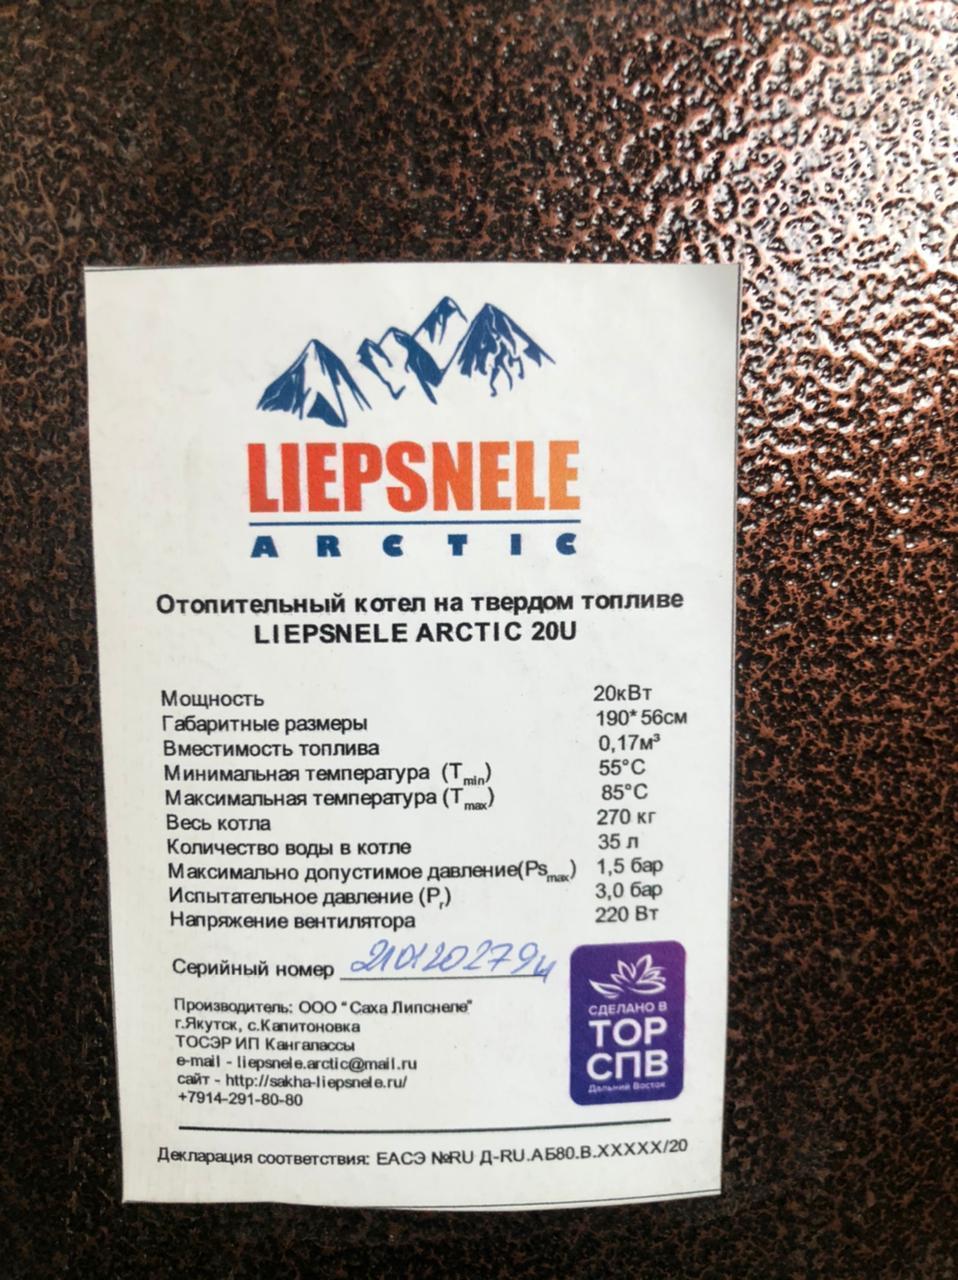 LIEPSNELE
ARCTIC
Отопительный котел на твердом топливе
LIEPSNELE ARCTIC 20U
Мощность 20кВт
Габаритные размеры 190*56см
Вместимость топлива 0,17м³
Минимальная температура (Tmin) 55°C
Максимальная температура (Tmax) 85°C
Весь котла 270 кг
Количество воды в котле 35 л
Максимально допустимое давление(Psmax) 1,5 бар
Испытательное давление (Pr) 3,0 бар
Напряжение вентилятора 220 Вт
Серийный номер
Производитель: ООО "Саха Липснеле"
г.Якутск, с.Капитоновка
ТОСЭР ИП Кангалассы
e-mail - liepsnele.arctic@mail.ru
сайт - http://sakha-liepsnele.ru/
+7914-291-80-80
СДЕЛАНО В
ТОР
СПВ
Дальний Восток
Декларация соответствия: ЕАСЭ №RU Д-RU.АБ80.В.XXXXX/20